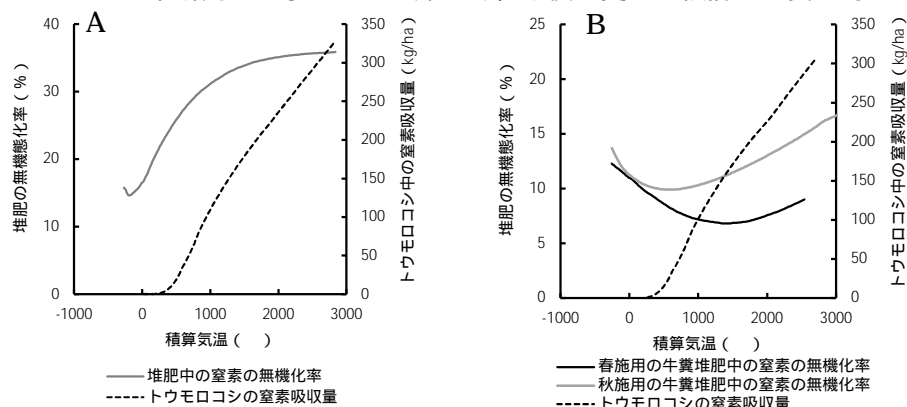 A
堆肥の無機態化率(%)
40
30
20
10
0
-1000 0 1000 2000 3000
積算気温( )
350
300
250
200
150
100
50
0
トウモロコシ中の窒素吸収量(kg/ha)
堆肥中の窒素の無機化率
トウモロコシの窒素吸収量
B
堆肥の無機態化率(%)
25
20
15
10
5
0
-1000 0 1000 2000 3000
積算気温( )
350
300
250
200
150
100
50
0
トウモロコシ中の窒素吸収量(kg/ha)
春施用の牛糞堆肥中の窒素の無機化率
秋施用の牛糞堆肥中の窒素の無機化率
トウモロコシの窒素吸収量